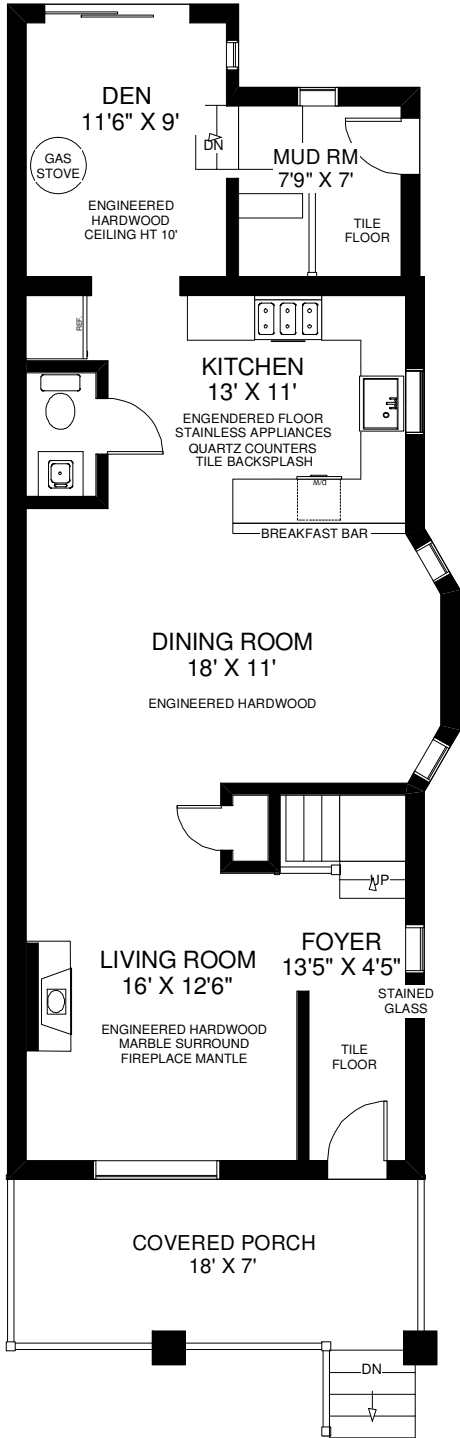 DEN
11'6" X 9'
GAS
STOVE
ENGINEERED
HARDWOOD
CEILING HT 10'
DN
MUD RM
7'9" X 7'
TILE
FLOOR
REF.
KITCHEN
13' X 11'
ENGENDERED FLOOR
STAINLESS APPLIANCES
QUARTZ COUNTERS
TILE BACKSPLASH
D/W
BREAKFAST BAR
DINING ROOM
18' X 11'
ENGINEERED HARDWOOD
UP
LIVING ROOM
16' X 12'6"
ENGINEERED HARDWOOD
MARBLE SURROUND
FIREPLACE MANTLE
FOYER
13'5" X 4'5"
STAINED
GLASS
TILE
FLOOR
COVERED PORCH
18' X 7'
DN